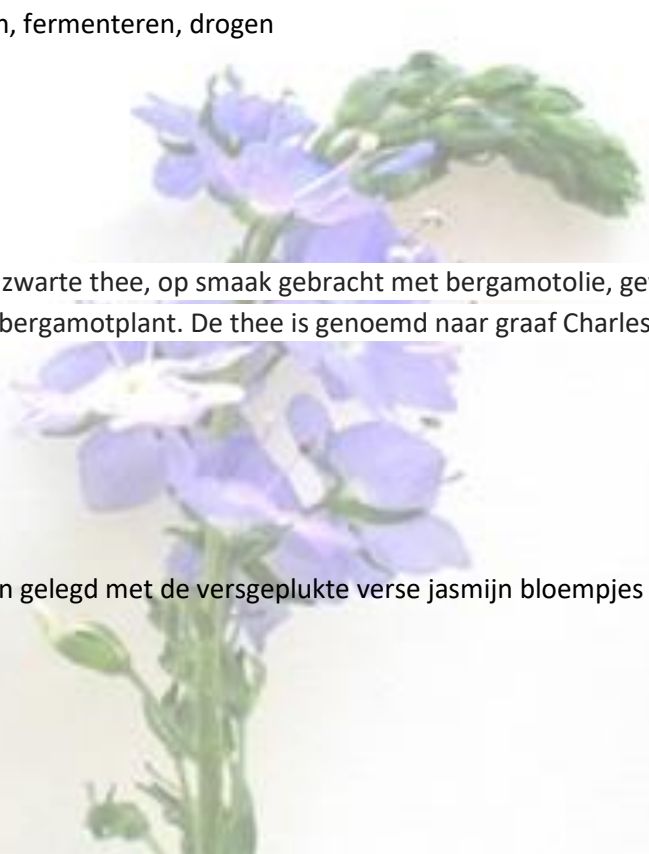 , fermenteren, drogen
zwarte thee, op smaak gebracht met bergamotolie,
bergamotplant. De thee is genoemd naar graaf Charles
gelegd met de versgeplukte verse jasmijn bloempjes